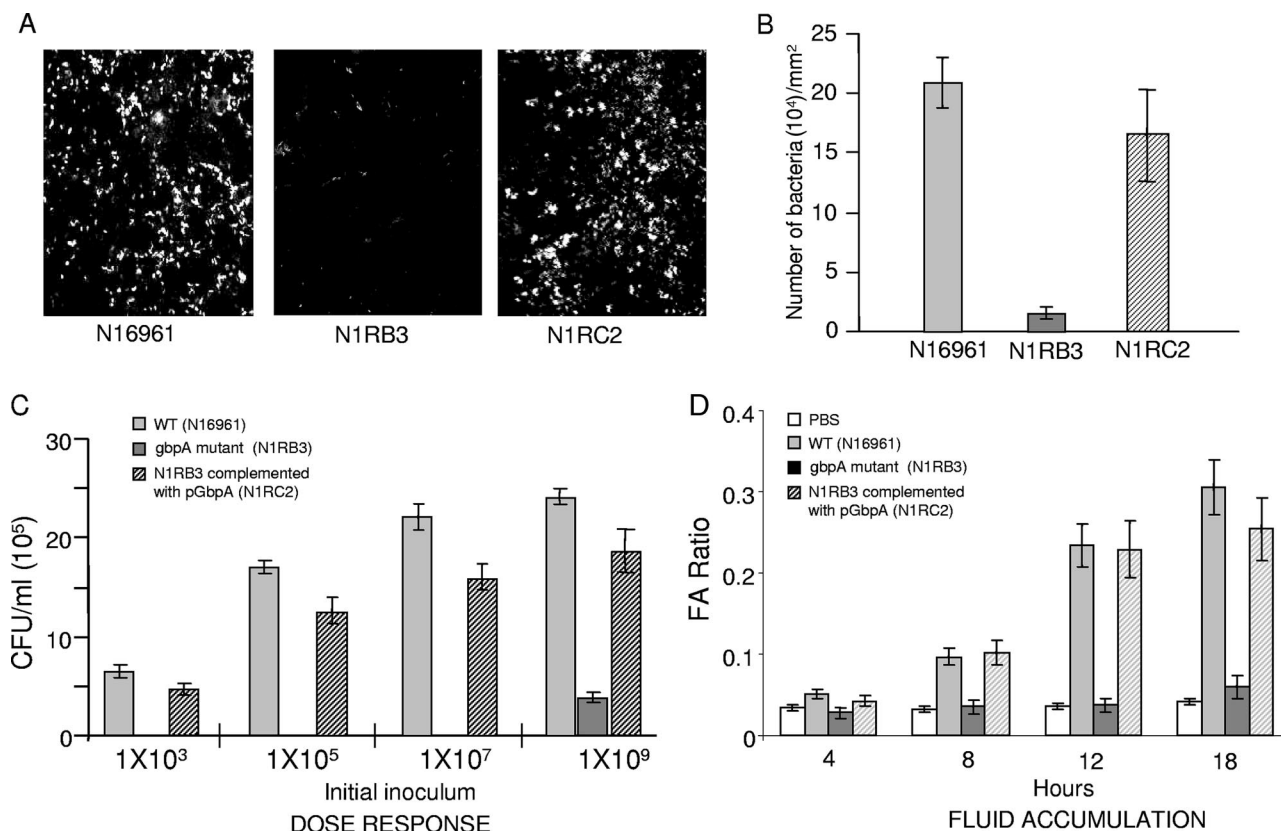 A
N16961
N1RB3
N1RC2
B
Number of bacteria (10⁴)/mm²
25
20
15
10
5
0
N16961
N1RB3
N1RC2
C
WT (N16961)
gbpA mutant (N1RB3)
N1RB3 complemented
with pGbpA (N1RC2)
CFU/ml (10⁵)
30
20
10
0
1X10³
1X10⁵
1X10⁷
1X10⁹
Initial inoculum
DOSE RESPONSE
D
PBS
WT (N16961)
gbpA mutant (N1RB3)
N1RB3 complemented
with pGbpA (N1RC2)
FA Ratio
0.4
0.3
0.2
0.1
0
4
8
12
18
Hours
FLUID ACCUMULATION